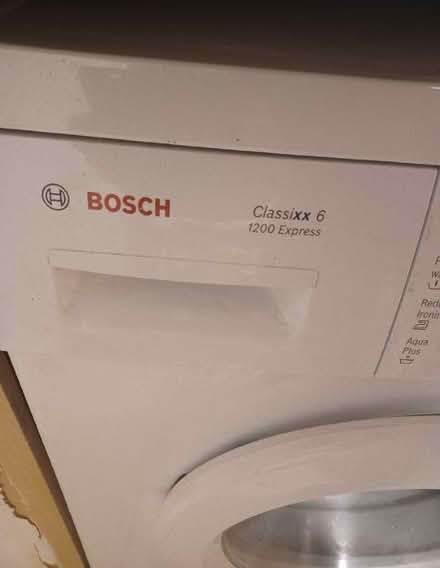 BOSCH
Classixx 6
1200 Express
Aqua
Plus